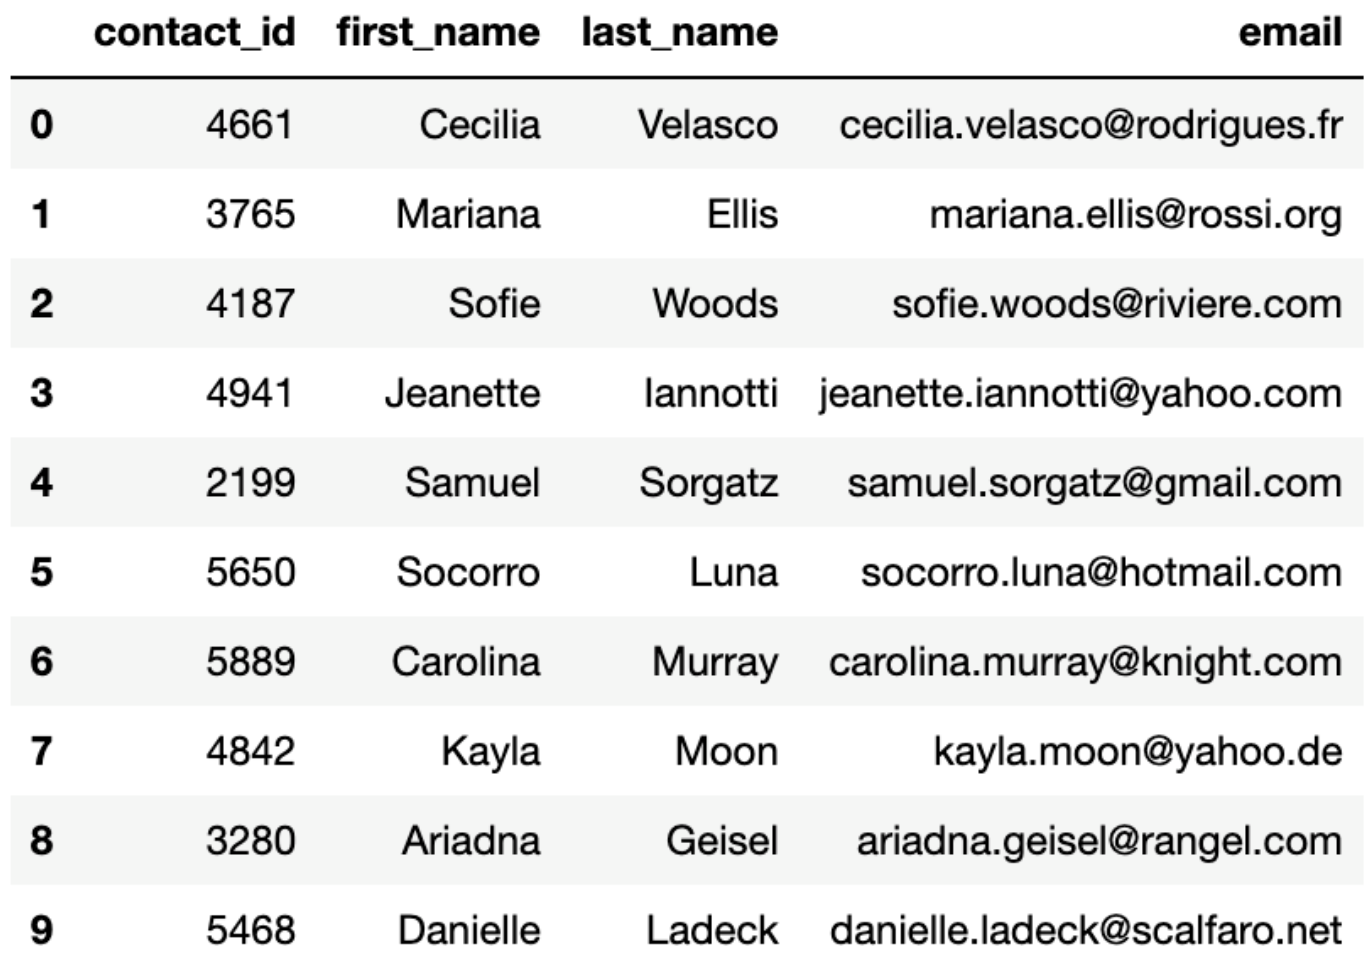 contact_id first_name last_name email
0 4661 Cecilia Velasco cecilia.velasco@rodrigues.fr
1 3765 Mariana Ellis mariana.ellis@rossi.org
2 4187 Sofie Woods sofie.woods@riviere.com
3 4941 Jeanette Iannotti jeanette.iannotti@yahoo.com
4 2199 Samuel Sorgatz samuel.sorgatz@gmail.com
5 5650 Socorro Luna socorro.luna@hotmail.com
6 5889 Carolina Murray carolina.murray@knight.com
7 4842 Kayla Moon kayla.moon@yahoo.de
8 3280 Ariadna Geisel ariadna.geisel@rangel.com
9 5468 Danielle Ladeck danielle.ladeck@scalfaro.net